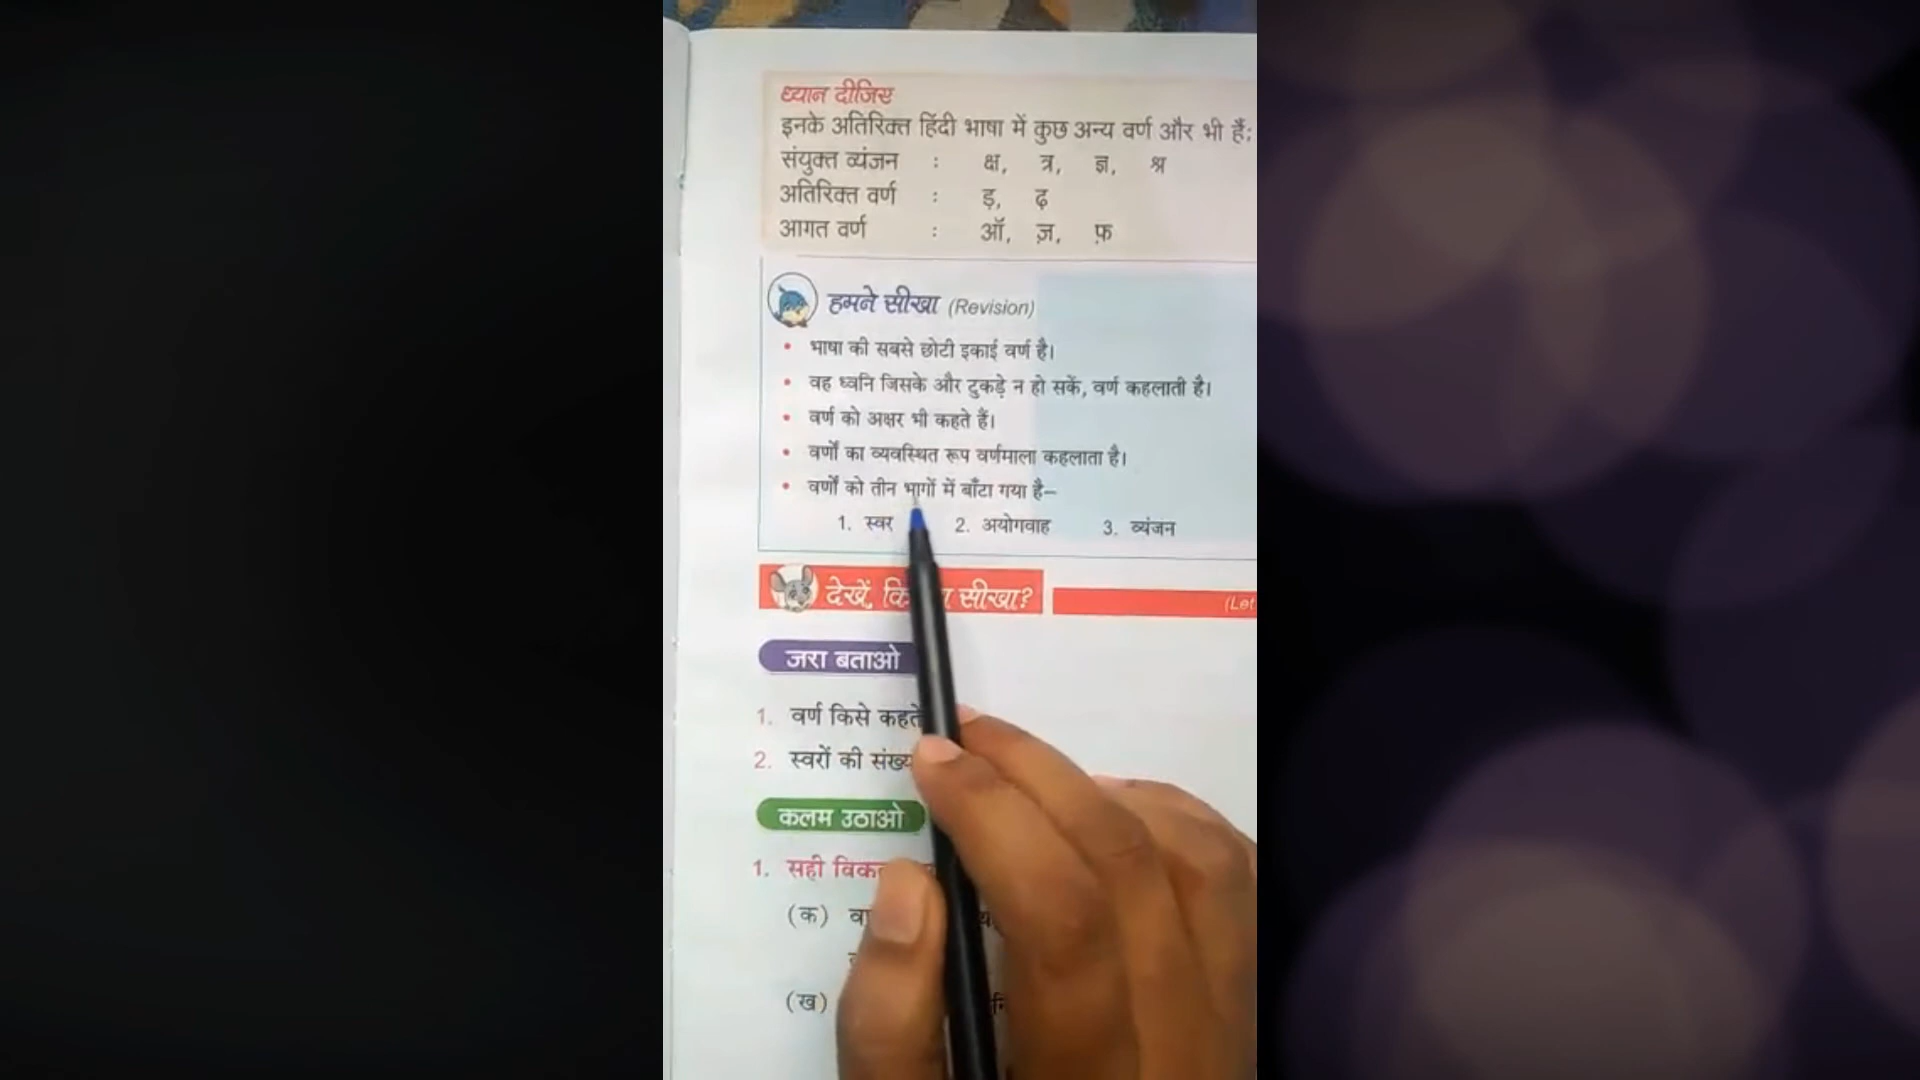 ध्यान दीजिए
इनके अतिरिक्त हिंदी भाषा में कुछ अन्य वर्ण और भी हैं;
संयुक्त व्यंजन : क्ष, त्र, ज्ञ, श्र
अतिरिक्त वर्ण : ड़, ढ़
आगत वर्ण : ऑ, ज़, फ़
हमने सीखा (Revision)
• भाषा की सबसे छोटी इकाई वर्ण है।
• वह ध्वनि जिसके और टुकड़े न हो सकें, वर्ण कहलाती है।
• वर्ण को अक्षर भी कहते हैं।
• वर्णों का व्यवस्थित रूप वर्णमाला कहलाता है।
• वर्णों को तीन भागों में बाँटा गया है–
1. स्वर 2. अयोगवाह 3. व्यंजन
देखें, सीखा?
(Let
जरा बताओ
1. वर्ण किसे कहते
2. स्वरों की
कलम उठाओ
1. सही
(क)
(ख)